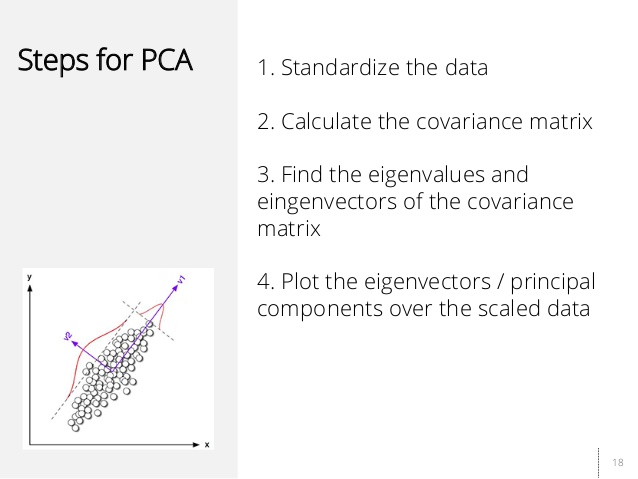 Steps for PCA
1. Standardize the data
2. Calculate the covariance matrix
3. Find the eigenvalues and
eingenvectors of the covariance
matrix
4. Plot the eigenvectors / principal
components over the scaled data
y
v1
v2
x
18